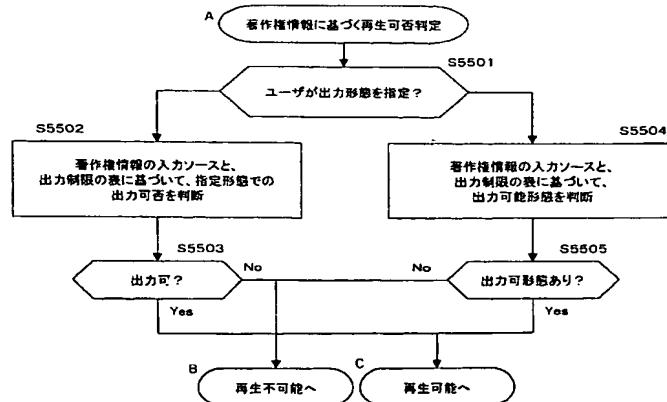 A
著作権情報に基づく再生可否判定
S5501
ユーザが出力形態を指定？
S5502
著作権情報の入力ソースと、
出力制限の表に基づいて、指定形態での
出力可否を判断
S5504
著作権情報の入力ソースと、
出力制限の表に基づいて、
出力可能形態を判断
S5503
出力可？
No
Yes
S5505
出力可形態あり？
No
Yes
B
再生不可能へ
C
再生可能へ